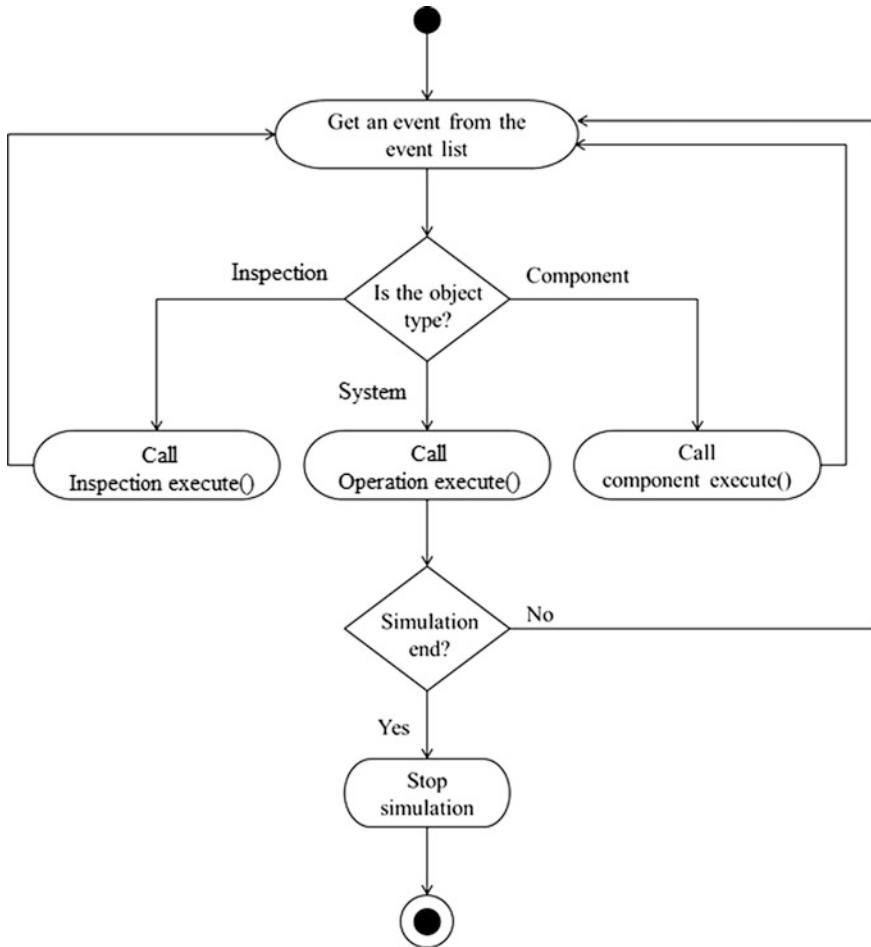 Get an event from the
event list
Inspection
Component
Is the object
type?
System
Call
Inspection execute()
Call
Operation execute()
Call
component execute()
Simulation
end?
No
Yes
Stop
simulation